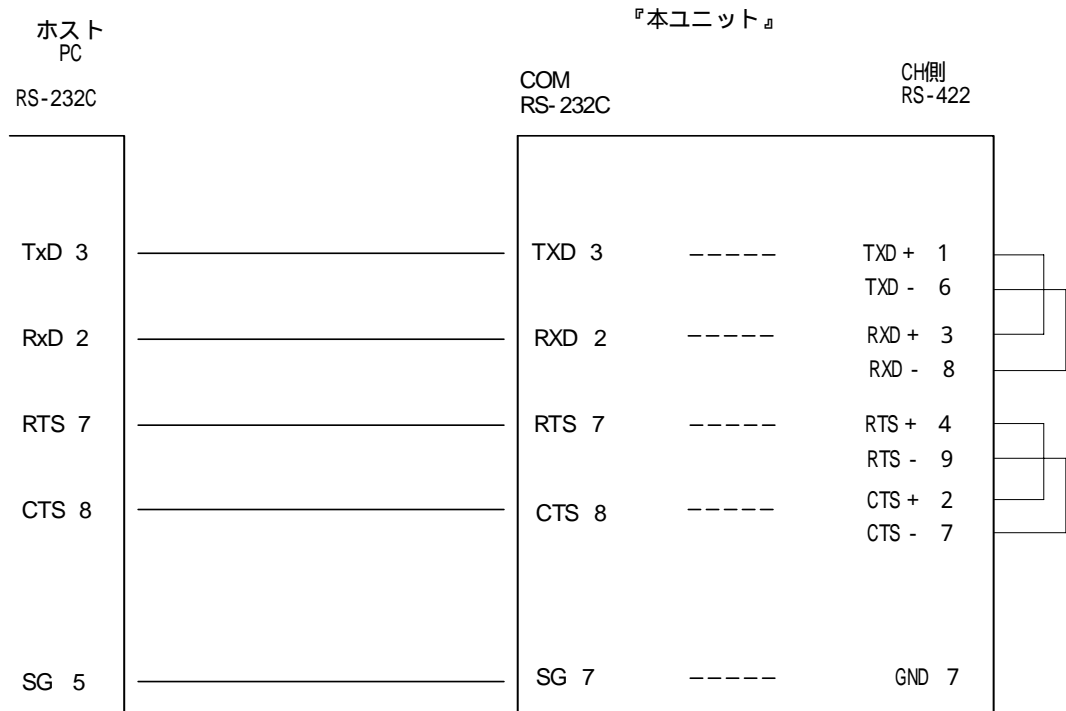 『本ユニット』
ホスト
PC
RS-232C
COM
RS-232C
CH側
RS-422
TxD 3
TXD 3
TXD + 1
TXD - 6
RxD 2
RXD 2
RXD + 3
RXD - 8
RTS 7
RTS 7
RTS + 4
RTS - 9
CTS 8
CTS 8
CTS + 2
CTS - 7
SG 5
SG 7
GND 7